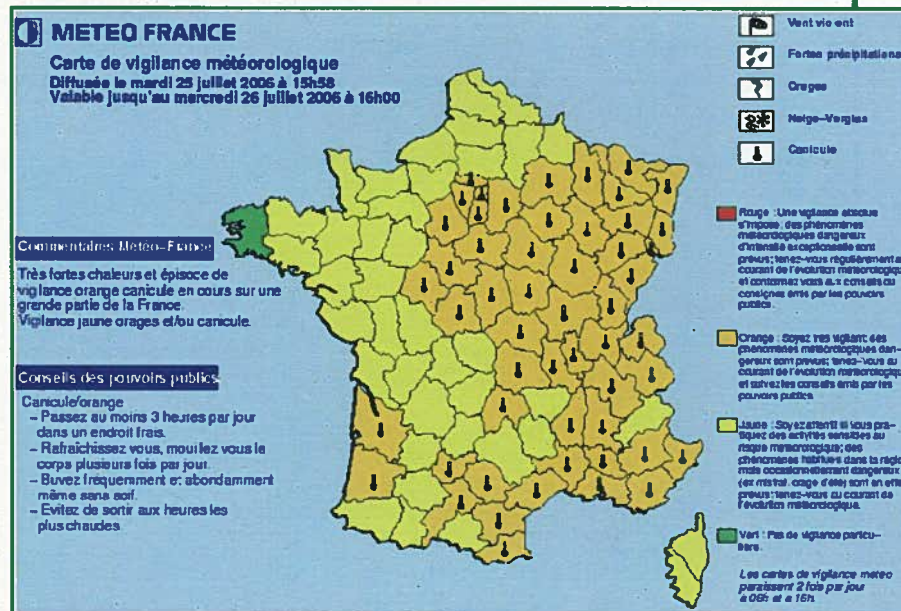 METEO FRANCE
Carte de vigilance météorologique
Diffusée le mardi 25 juillet 2006 à 15h58
Valable jusqu'au mercredi 26 juillet 2006 à 16h00
Commentaires Météo-France
Très fortes chaleurs et épisode de
vigilance orange canicule en cours sur une
grande partie de la France.
Vigilance jaune orages et/ou canicule.
Conseils des pouvoirs publics
Canicule/orange
– Passez au moins 3 heures par jour
dans un endroit frais.
– Rafraîchissez vous, mouillez vous le
corps plusieurs fois par jour.
– Buvez fréquemment et abondamment
même sans soif.
– Evitez de sortir aux heures les
plus chaudes.
Vent violent
Fortes précipitations
Orages
Neige-Verglas
Canicule
Rouge : Une vigilance absolue
s'impose; des phénomènes
météorologiques dangereux
d'intensité exceptionnelle sont
prévus; tenez-vous régulièrement au
courant de l'évolution météorologique
et conformez vous aux conseils ou
consignes émis par les pouvoirs
publics.
Orange : Soyez très vigilant; des
phénomènes météorologiques dan-
gereux sont prévus; tenez-vous au
courant de l'évolution météorologique
et suivez les conseils émis par les
pouvoirs publics
Jaune : Soyez attentif si vous pra-
tiquez des activités sensibles au
risque météorologique; des
phénomènes habituels dans la région
mais occasionnellement dangereux
(ex mistral, orage d'été) sont en effet
prévus; tenez-vous au courant de
l'évolution météorologique.
Vert : Pas de vigilance particu-
lière.
Les cartes de vigilance météo
paraissent 2 fois par jour
à 06h et à 16h.